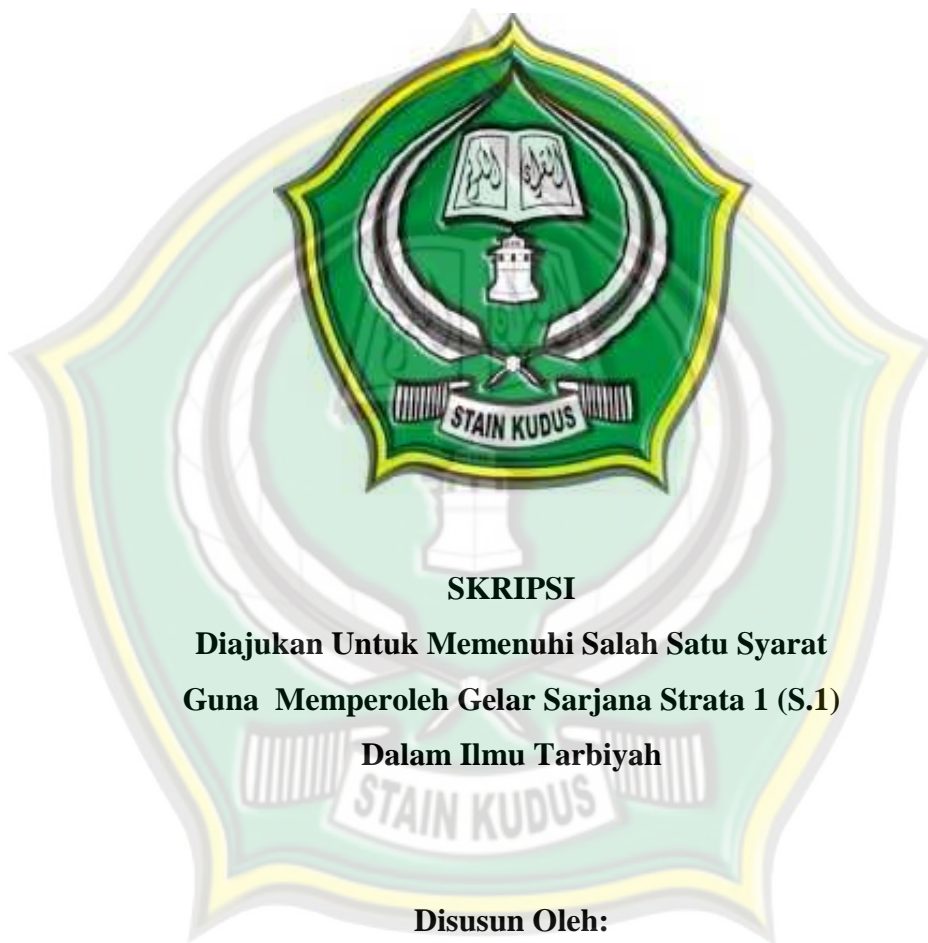 STAIN KUDUS
SKRIPSI
Diajukan Untuk Memenuhi Salah Satu Syarat
Guna Memperoleh Gelar Sarjana Strata 1 (S.1)
Dalam Ilmu Tarbiyah
STAIN KUDUS
Disusun Oleh: